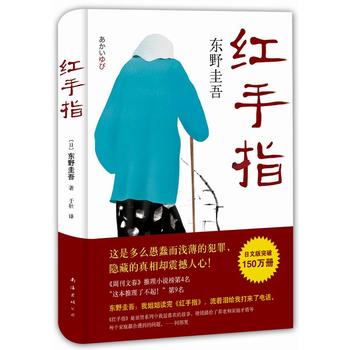 红手指
[日]东野圭吾 著
于壮 译
南海出版公司
あかいゆび
东野圭吾
红手指
这是多么愚蠢而浅薄的犯罪，
隐藏的真相却震撼人心！
《周刊文春》推理小说榜第4名
“这本推理了不起！”第9名
日文版突破
150万册
东野圭吾：我姐姐读完《红手指》，流着泪给我打来了电话。